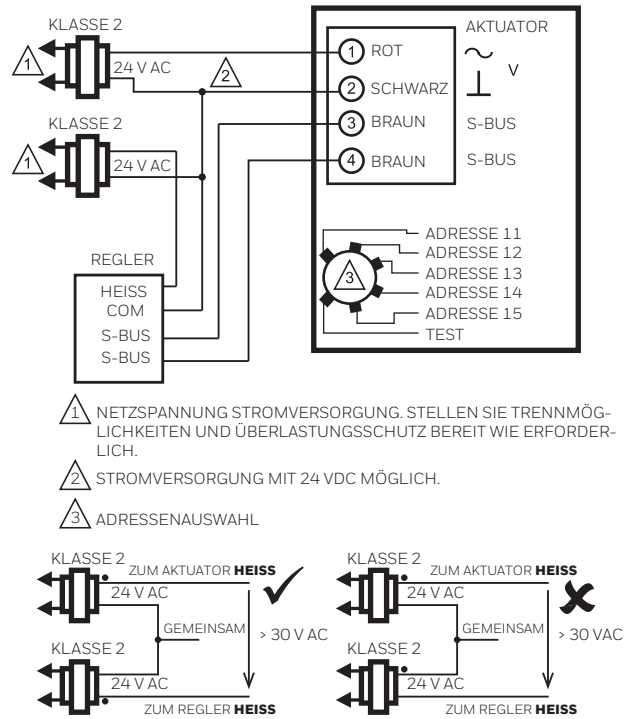 KLASSE 2
1
24 V AC
2
KLASSE 2
1
24 V AC
AKTUATOR
1 ROT
~
V
2 SCHWARZ
3 BRAUN S-BUS
4 BRAUN S-BUS
ADRESSE 11
ADRESSE 12
ADRESSE 13
3
ADRESSE 14
ADRESSE 15
TEST
REGLER
HEISS
COM
S-BUS
S-BUS
1 NETZSPANNUNG STROMVERSORGUNG. STELLEN SIE TRENNMÖG-
LICHKEITEN UND ÜBERLASTUNGSSCHUTZ BEREIT WIE ERFORDER-
LICH.
2 STROMVERSORGUNG MIT 24 VDC MÖGLICH.
3 ADRESSENAUSWAHL
KLASSE 2
ZUM AKTUATOR HEISS
24 V AC
GEMEINSAM
> 30 V AC
KLASSE 2
24 V AC
ZUM REGLER HEISS
KLASSE 2
ZUM AKTUATOR HEISS
24 V AC
GEMEINSAM
> 30 VAC
KLASSE 2
24 V AC
ZUM REGLER HEISS